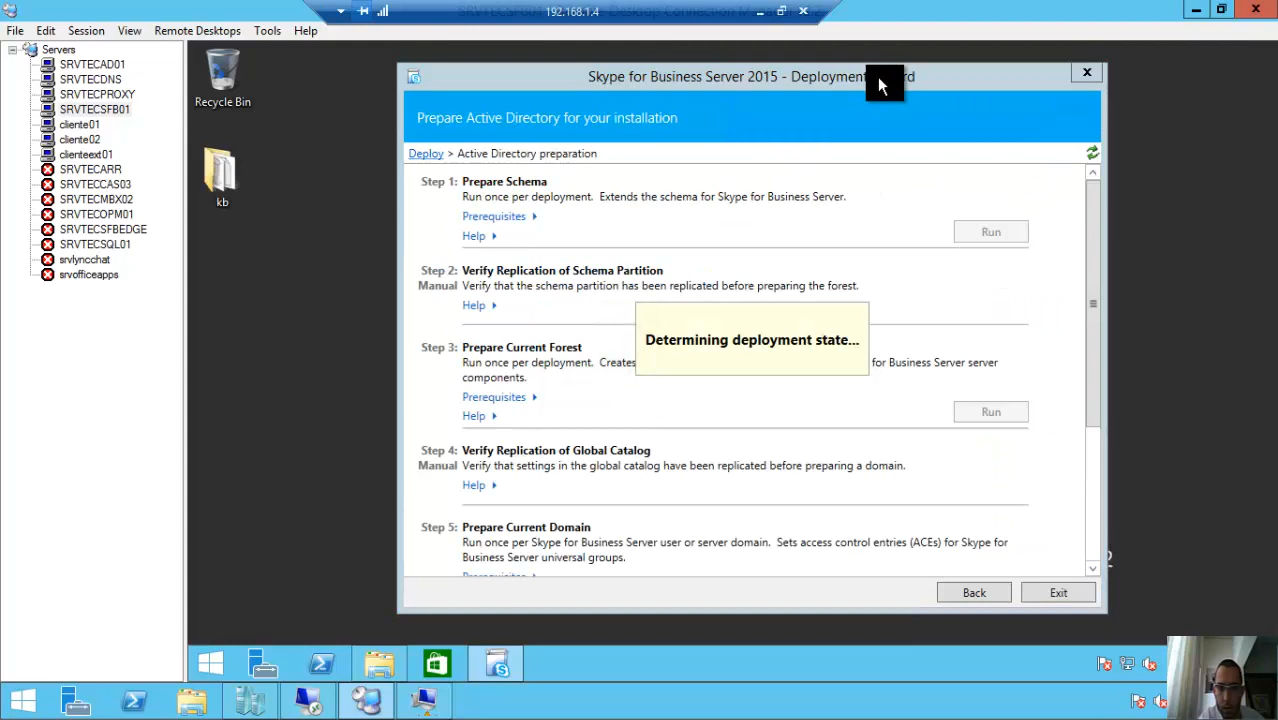 192.168.1.4
File Edit Session View Remote Desktops Tools Help
Servers
SRVTECAD01
SRVTECDNS
SRVTECPROXY
SRVTECSFB01
cliente01
cliente02
clienteext01
SRVTECARR
SRVTECCAS03
SRVTECMBX02
SRVTECOPM01
SRVTECSFBEDGE
SRVTECSQL01
srvlyncchat
srvofficeapps
Recycle Bin
kb
Skype for Business Server 2015 - Deployment
Prepare Active Directory for your installation
Deploy > Active Directory preparation
Step 1: Prepare Schema
Run once per deployment. Extends the schema for Skype for Business Server.
Prerequisites
Help
Run
Step 2: Verify Replication of Schema Partition
Manual Verify that the schema partition has been replicated before preparing the forest.
Help
Determining deployment state...
Step 3: Prepare Current Forest
Run once per deployment. Creates for Business Server server
components.
Prerequisites
Help
Run
Step 4: Verify Replication of Global Catalog
Manual Verify that settings in the global catalog have been replicated before preparing a domain.
Help
Step 5: Prepare Current Domain
Run once per Skype for Business Server user or server domain. Sets access control entries (ACEs) for Skype for
Business Server universal groups.
Prerequisites
Back Exit